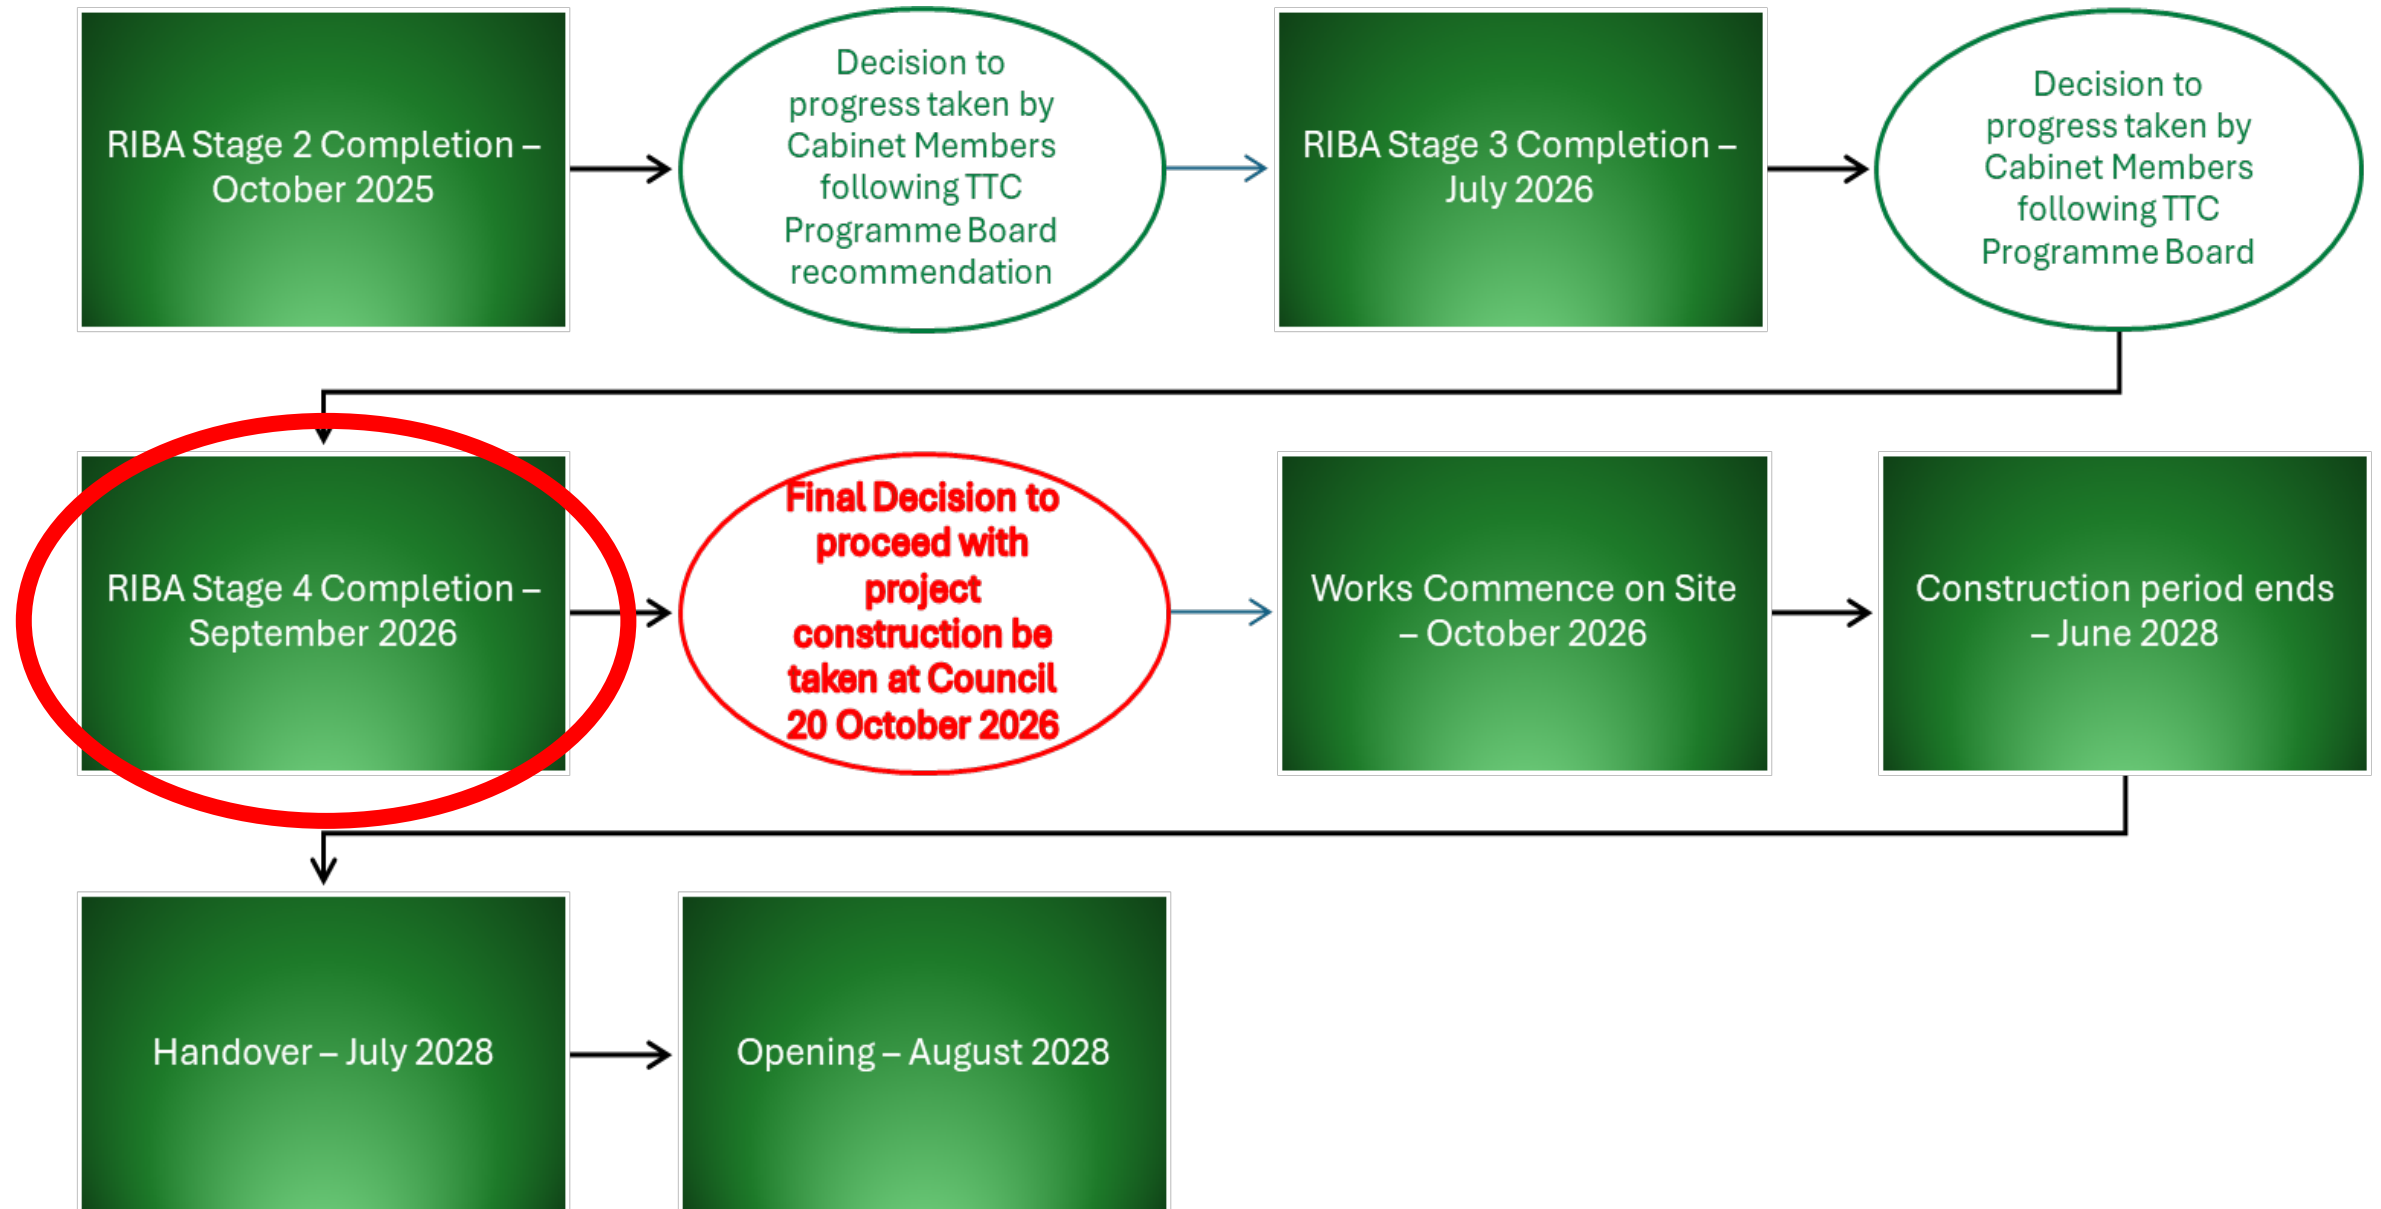 RIBA Stage 2 Completion –
October 2025
Decision to
progress taken by
Cabinet Members
following TTC
Programme Board
recommendation
RIBA Stage 3 Completion –
July 2026
Decision to
progress taken by
Cabinet Members
following TTC
Programme Board
RIBA Stage 4 Completion –
September 2026
Final Decision to
proceed with
project
construction be
taken at Council
20 October 2026
Works Commence on Site
– October 2026
Construction period ends
– June 2028
Handover – July 2028
Opening – August 2028